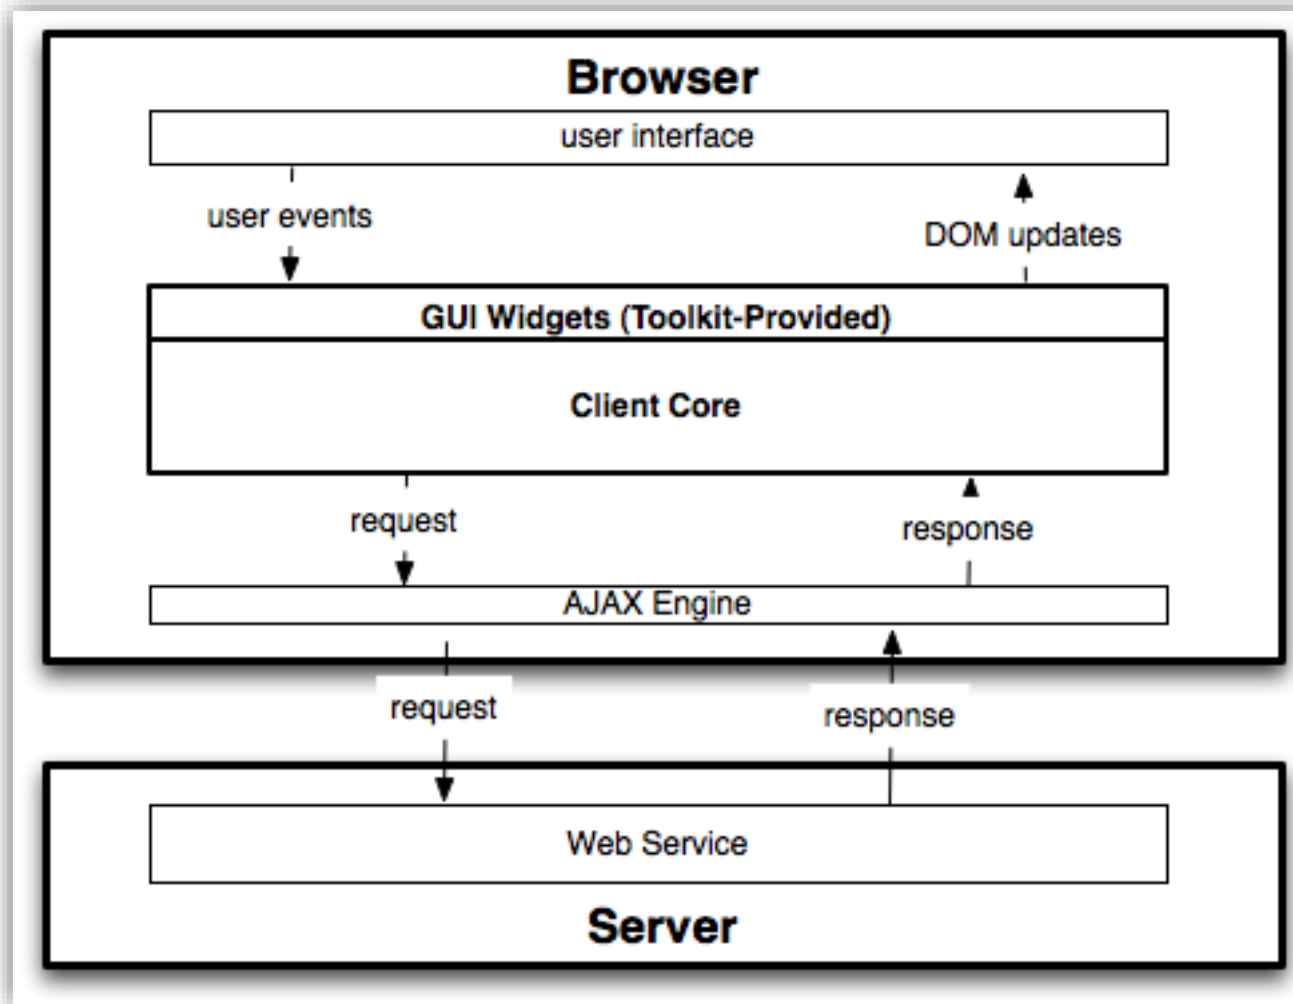 Browser
user interface
user events
DOM updates
GUI Widgets (Toolkit-Provided)
Client Core
request
response
AJAX Engine
request
response
Web Service
Server